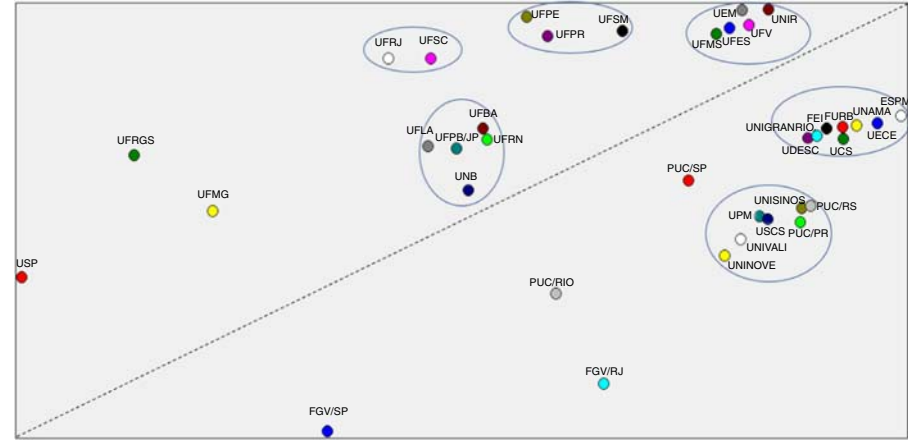 UFPE
UFPR
UFSM
UEM
UNIR
UFMS
UFES
UFV
UFRJ
UFSC
ESPM
UNAMA
FEI
FURB
UNIGRANRIO
UECE
UDESC
UCS
UFBA
UFLA
UFPB/JP
UFRN
UNB
UFRGS
PUC/SP
UFMG
UNISINOS
PUC/RS
UPM
USCS
PUC/PR
UNIVALI
UNINOVE
USP
PUC/RIO
FGV/RJ
FGV/SP